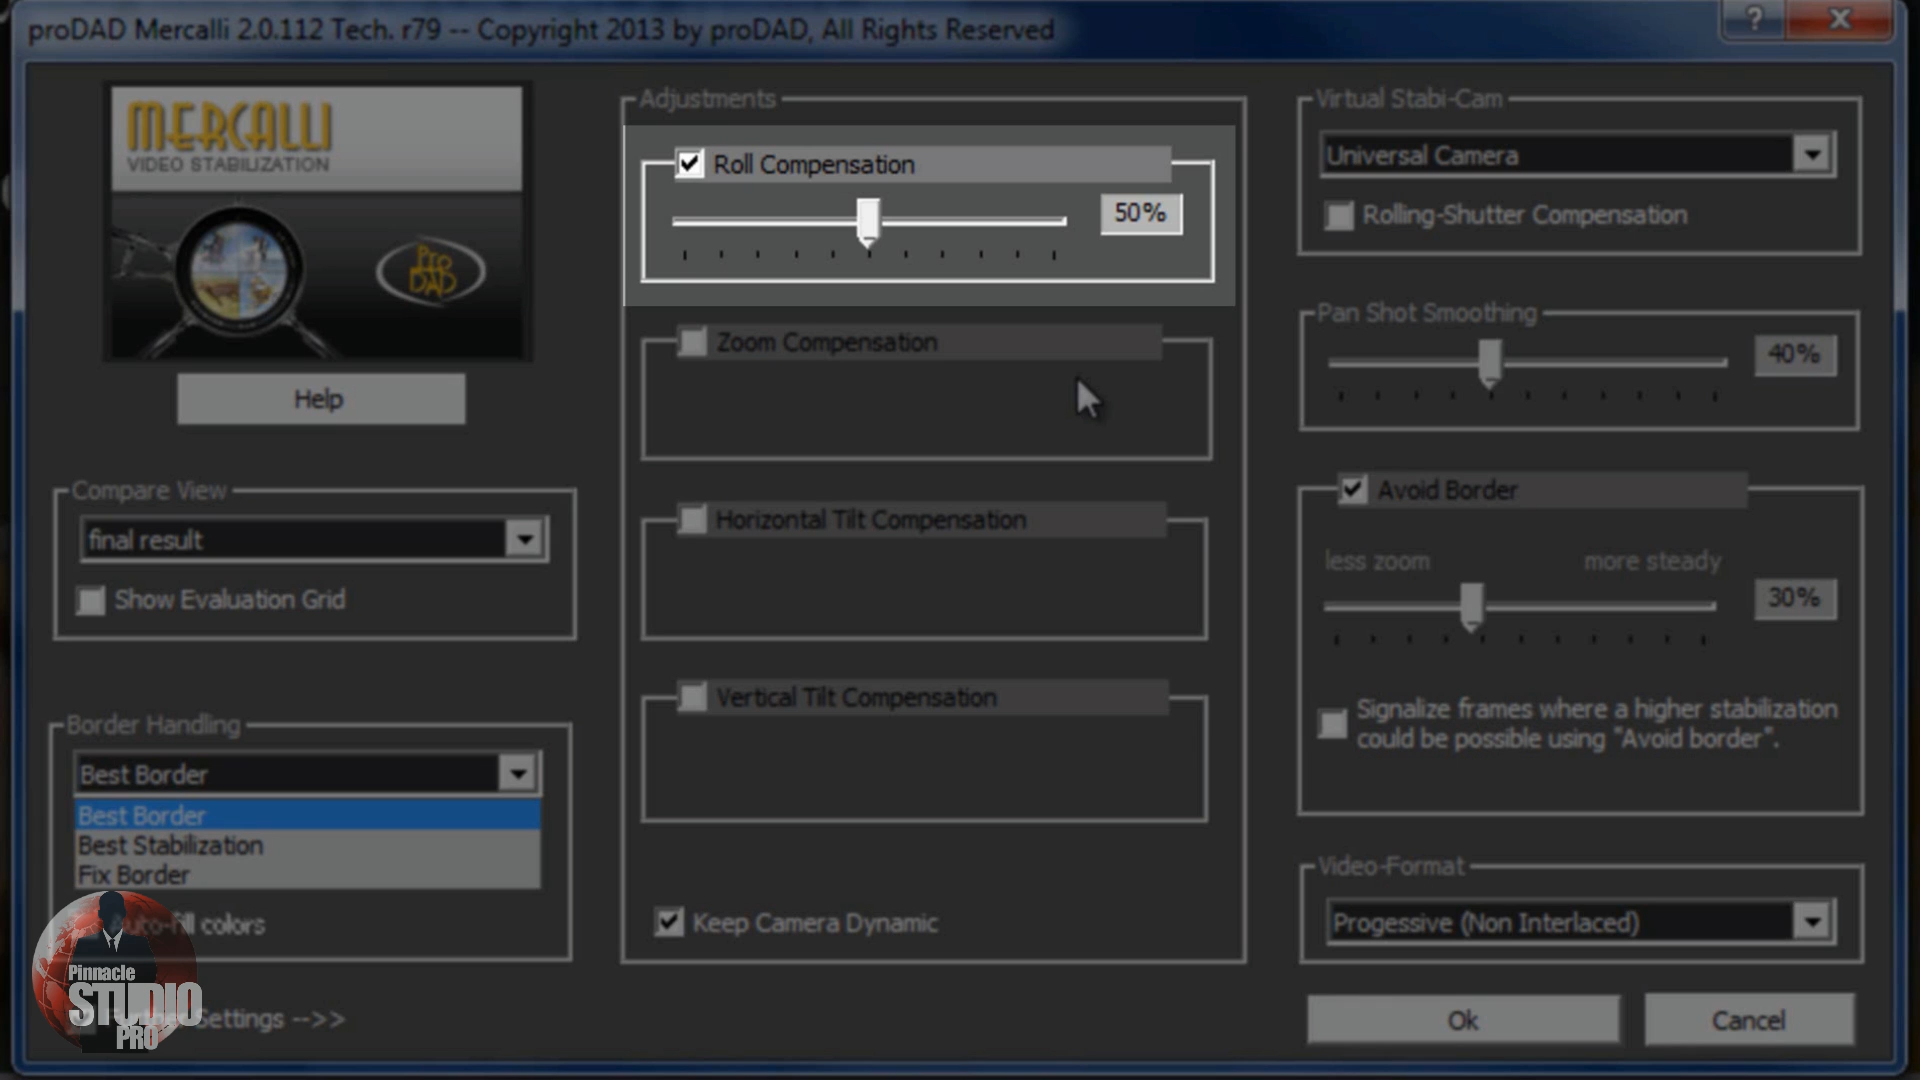 proDAD Mercalli 2.0.112 Tech. r79 -- Copyright 2013 by proDAD, All Rights Reserved
?
MERCALLI
VIDEO STABILIZATION
Pro
DAD
Help
Compare View
final result
Show Evaluation Grid
Border Handling
Best Border
Best Border
Best Stabilization
Fix Border
uto-fill colors
Settings -->>
Pinnacle
STUDIO
PRO
Adjustments
Roll Compensation
50%
Zoom Compensation
Horizontal Tilt Compensation
Vertical Tilt Compensation
Keep Camera Dynamic
Virtual Stabi-Cam
Universal Camera
Rolling-Shutter Compensation
Pan Shot Smoothing
40%
Avoid Border
less zoom more steady
30%
Signalize frames where a higher stabilization
could be possible using "Avoid border".
Video-Format
Progessive (Non Interlaced)
Ok
Cancel